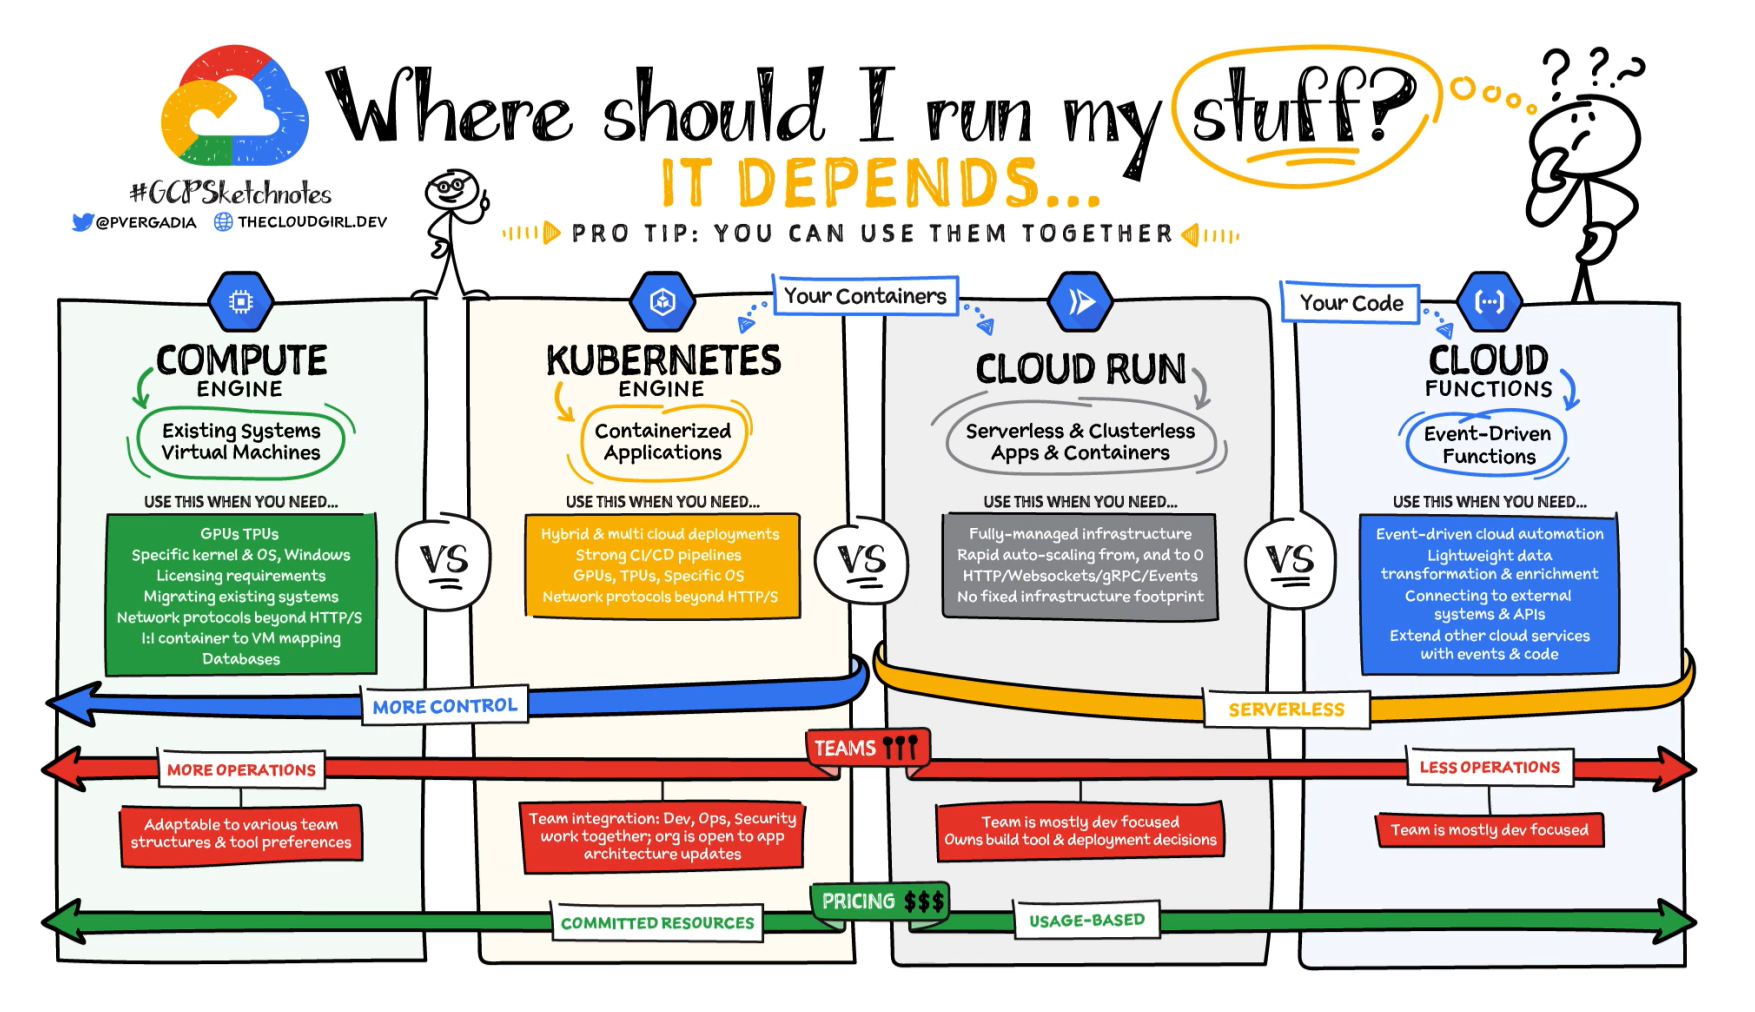 Where should I run my stuff?
? ? ?
IT DEPENDS...
#GCPSketchnotes
@PVERGADIA THECLOUDGIRL.DEV
PRO TIP: YOU CAN USE THEM TOGETHER
Your Containers
Your Code
COMPUTE
ENGINE
Existing Systems
Virtual Machines
USE THIS WHEN YOU NEED...
GPUs TPUs
Specific kernel & OS, Windows
Licensing requirements
Migrating existing systems
Network protocols beyond HTTP/S
1:1 container to VM mapping
Databases
VS
KUBERNETES
ENGINE
Containerized
Applications
USE THIS WHEN YOU NEED...
Hybrid & multi cloud deployments
Strong CI/CD pipelines
GPUs, TPUs, Specific OS
Network protocols beyond HTTP/S
VS
CLOUD RUN
Serverless & Clusterless
Apps & Containers
USE THIS WHEN YOU NEED...
Fully-managed infrastructure
Rapid auto-scaling from, and to 0
HTTP/Websockets/gRPC/Events
No fixed infrastructure footprint
VS
CLOUD
FUNCTIONS
Event-Driven
Functions
USE THIS WHEN YOU NEED...
Event-driven cloud automation
Lightweight data
transformation & enrichment
Connecting to external
systems & APIs
Extend other cloud services
with events & code
MORE CONTROL
SERVERLESS
TEAMS
MORE OPERATIONS
LESS OPERATIONS
Adaptable to various team
structures & tool preferences
Team integration: Dev, Ops, Security
work together; org is open to app
architecture updates
Team is mostly dev focused
Owns build tool & deployment decisions
Team is mostly dev focused
PRICING $$$
COMMITTED RESOURCES
USAGE-BASED